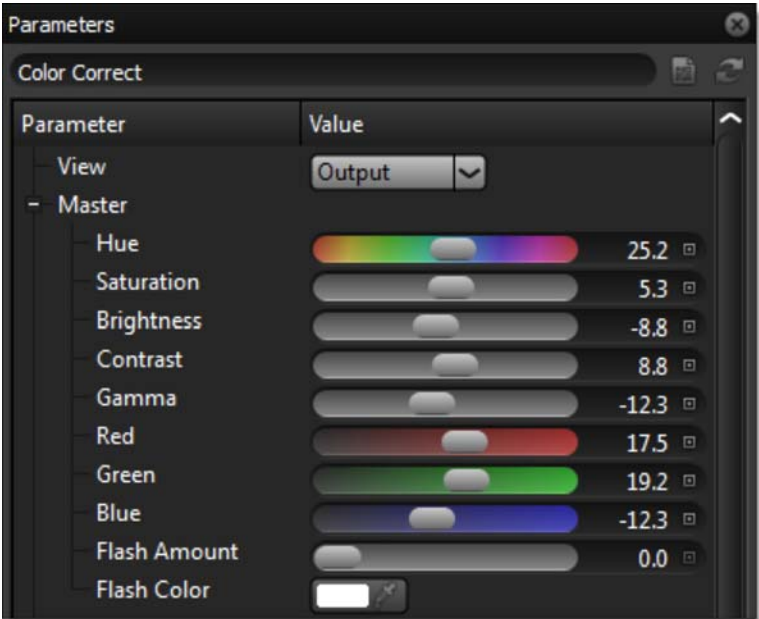 Parameters
Color Correct
Parameter Value
View Output
Master
Hue 25.2
Saturation 5.3
Brightness -8.8
Contrast 8.8
Gamma -12.3
Red 17.5
Green 19.2
Blue -12.3
Flash Amount 0.0
Flash Color